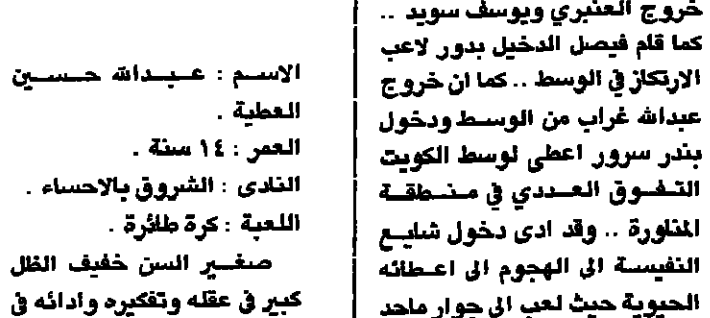 خروج العنبري ويوسف سويد ..
كما قام فيصل الدخيل بدور لاعب
الارتكاز في الوسط .. كما ان خروج
عبدالله غراب من الوسط ودخول
بندر سرور اعطى لوسط الكويت
التفوق العددي في منطقة
المناورة .. وقد ادى دخول شايع
النفيسة الى الهجوم الى اعطائه
الحيوية حيث لعب الى جوار ماجد
الاسم : عبدالله حسين
العطية .
العمر : ١٤ سنة .
النادى : الشروق بالاحساء .
اللعبة : كرة طائرة .
صغير السن خفيف الظل
كبير فى عقله وتفكيره وادائه فى